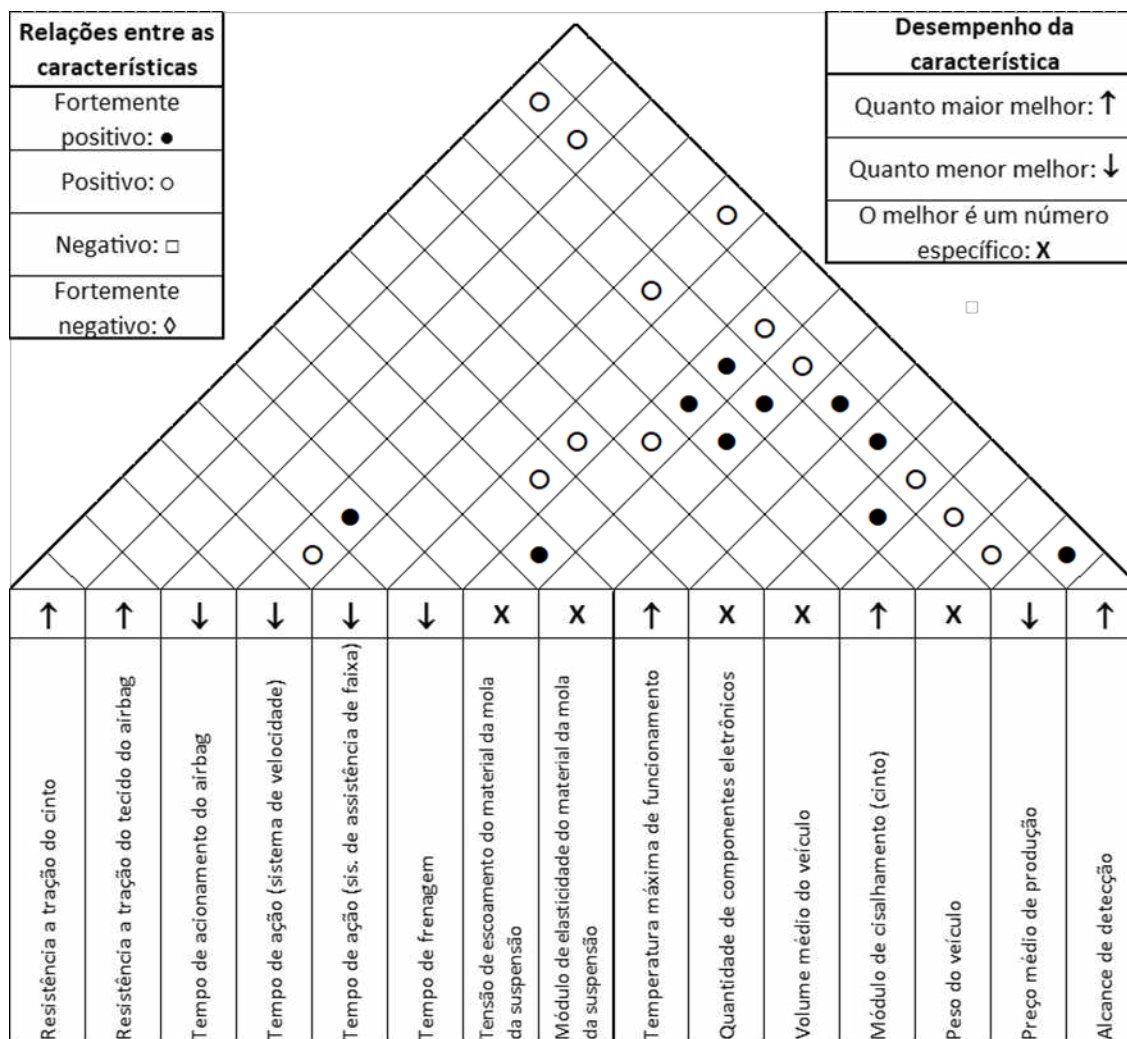 Relações entre as
características
Fortemente
positivo: ●
Positivo: ○
Negativo: □
Fortemente
negativo: ◊
Desempenho da
característica
Quanto maior melhor: ↑
Quanto menor melhor: ↓
O melhor é um número
específico: X
↑ ↑ ↓ ↓ ↓ ↓ X X ↑ X X ↑ X ↓ ↑
Resistência a tração do cinto
Resistência a tração do tecido do airbag
Tempo de acionamento do airbag
Tempo de ação (sistema de velocidade)
Tempo de ação (sis. de assistência de faixa)
Tempo de frenagem
Tensão de escoamento do material da mola
da suspensão
Módulo de elasticidade do material da mola
da suspensão
Temperatura máxima de funcionamento
Quantidade de componentes eletrônicos
Volume médio do veículo
Módulo de cisalhamento (cinto)
Peso do veículo
Preço médio de produção
Alcance de detecção